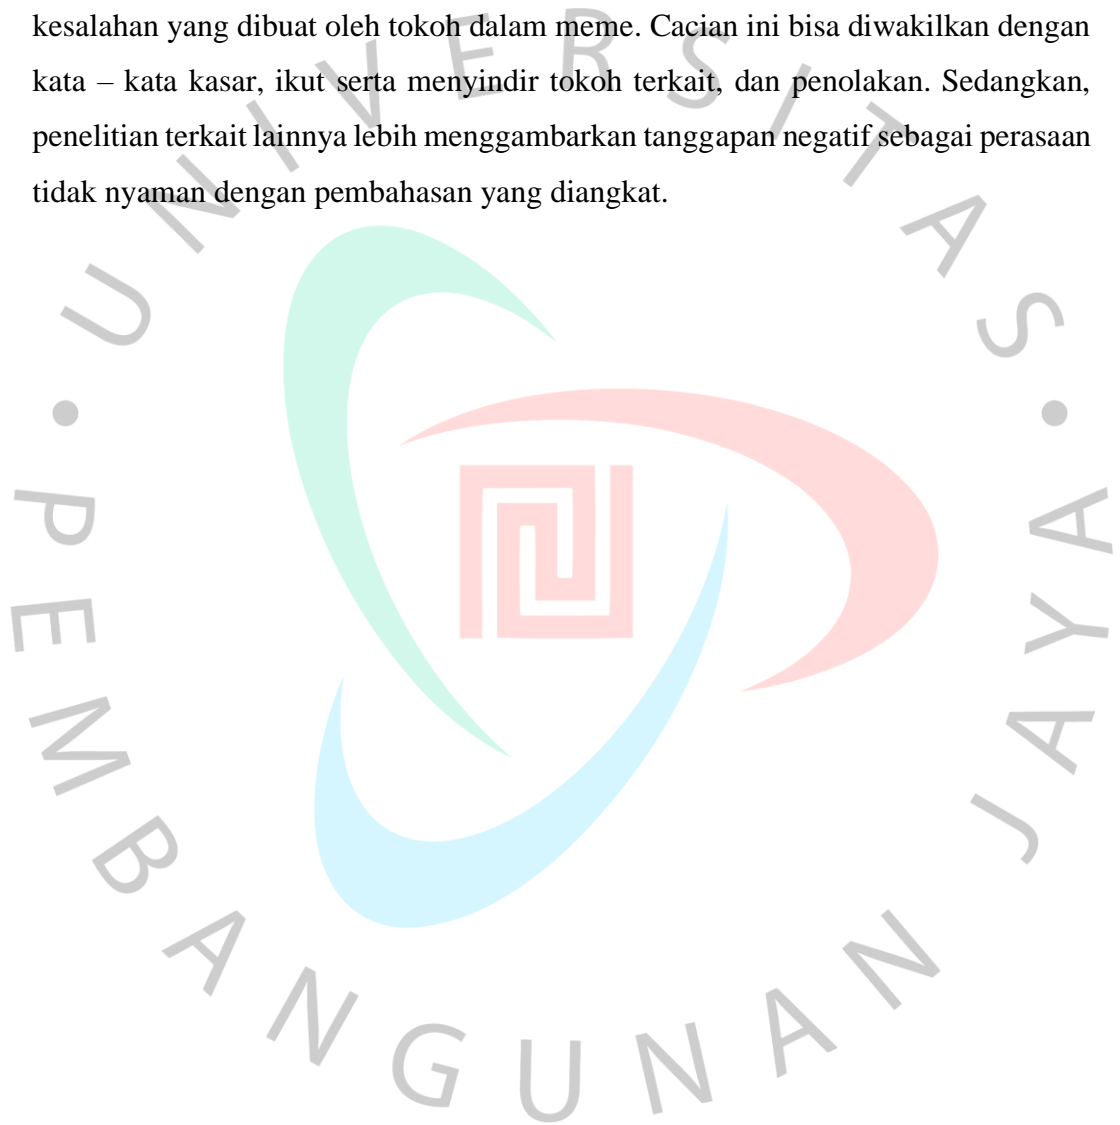 kesalahan yang dibuat oleh tokoh dalam meme. Cacian ini bisa diwakilkan dengan
kata – kata kasar, ikut serta menyindir tokoh terkait, dan penolakan. Sedangkan,
penelitian terkait lainnya lebih menggambarkan tanggapan negatif sebagai perasaan
tidak nyaman dengan pembahasan yang diangkat.
UNIVERSITAS • PEMBANGUNAN JAYA •